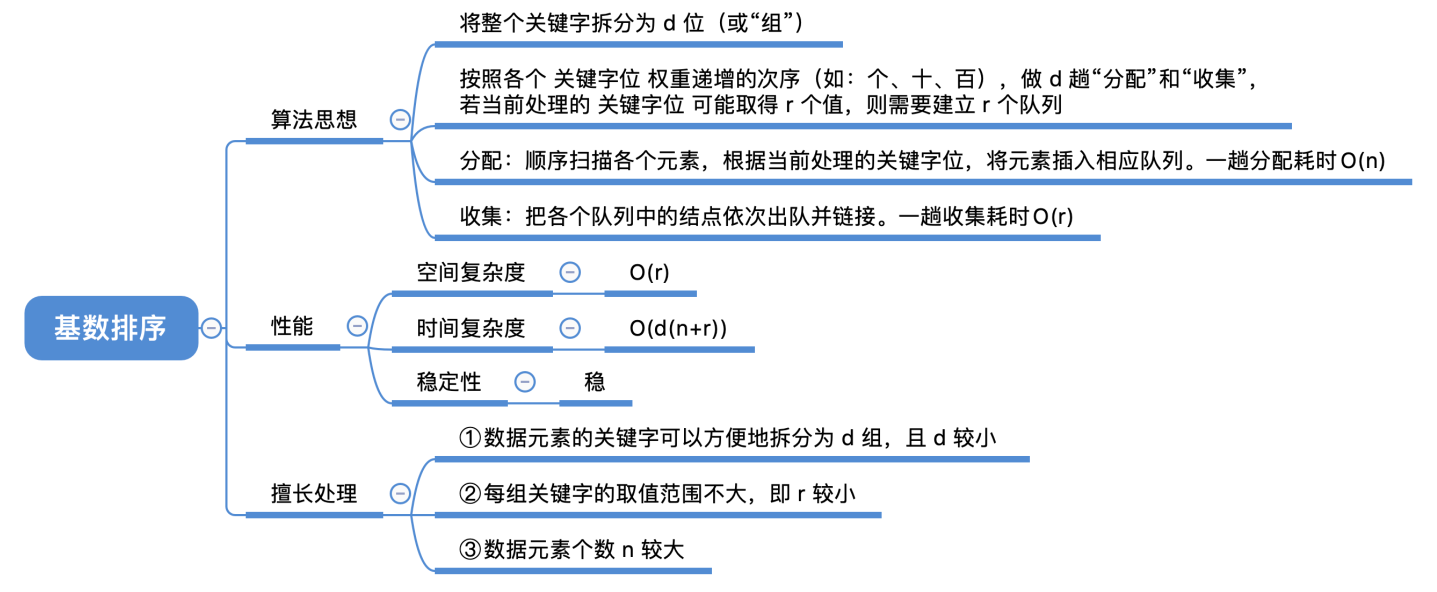 将整个关键字拆分为 d 位（或“组”）
按照各个 关键字位 权重递增的次序（如：个、十、百），做 d 趟“分配”和“收集”，
若当前处理的 关键字位 可能取得 r 个值，则需要建立 r 个队列
算法思想
分配：顺序扫描各个元素，根据当前处理的关键字位，将元素插入相应队列。一趟分配耗时O(n)
收集：把各个队列中的结点依次出队并链接。一趟收集耗时O(r)
空间复杂度
O(r)
基数排序
性能
时间复杂度
O(d(n+r))
稳定性
稳
①数据元素的关键字可以方便地拆分为 d 组，且 d 较小
擅长处理
②每组关键字的取值范围不大，即 r 较小
③数据元素个数 n 较大